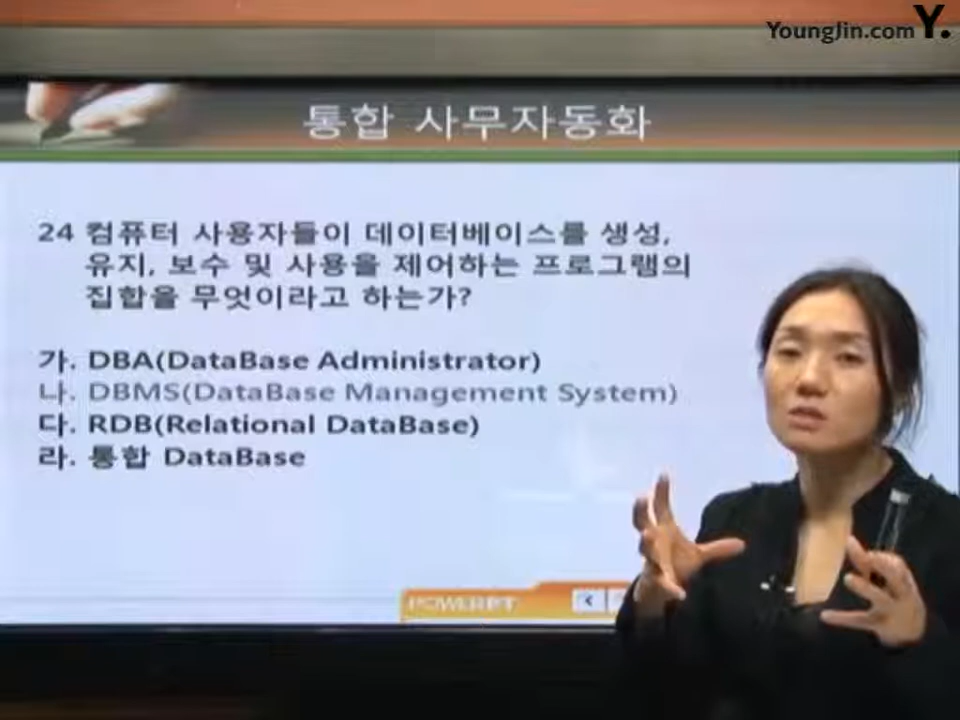 YoungJin.com Y.
통합 사무자동화
24 컴퓨터 사용자들이 데이터베이스를 생성,
유지, 보수 및 사용을 제어하는 프로그램의
집합을 무엇이라고 하는가?
가. DBA(DataBase Administrator)
나. DBMS(DataBase Management System)
다. RDB(Relational DataBase)
라. 통합 DataBase